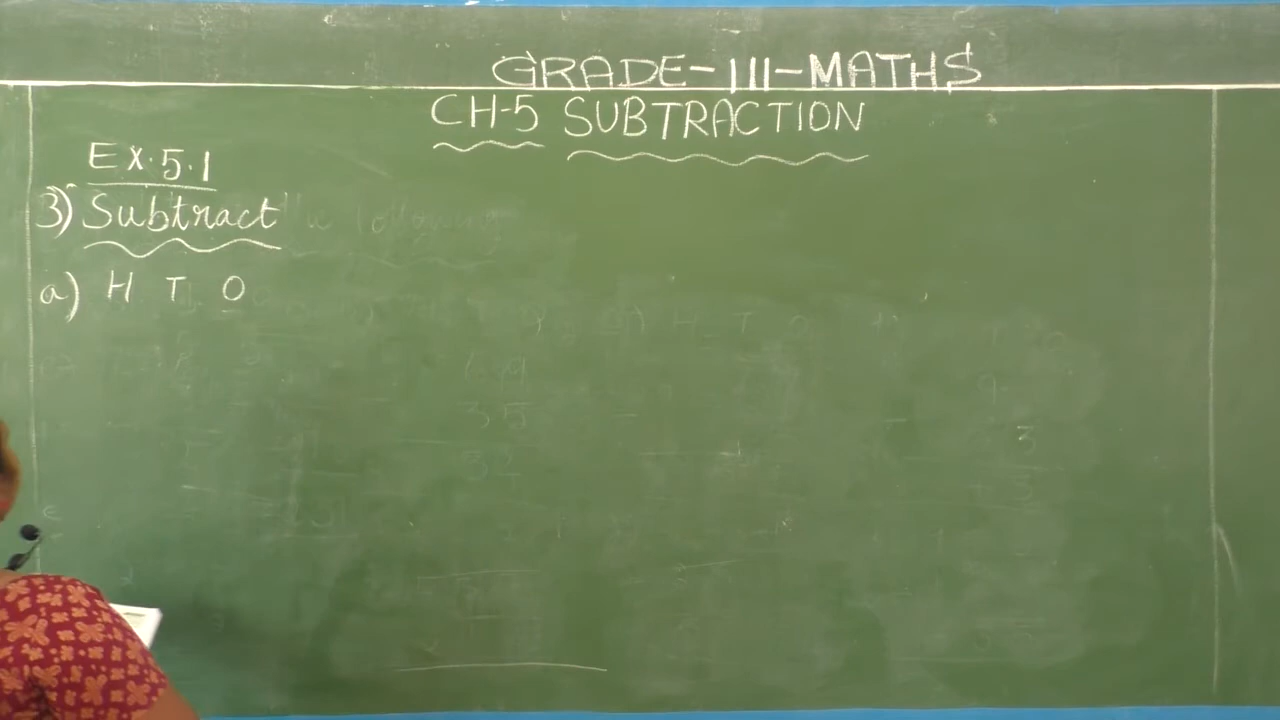 GRADE-III-MATHS
CH-5 SUBTRACTION
Ex.5.1
3) Subtract
a) H T O